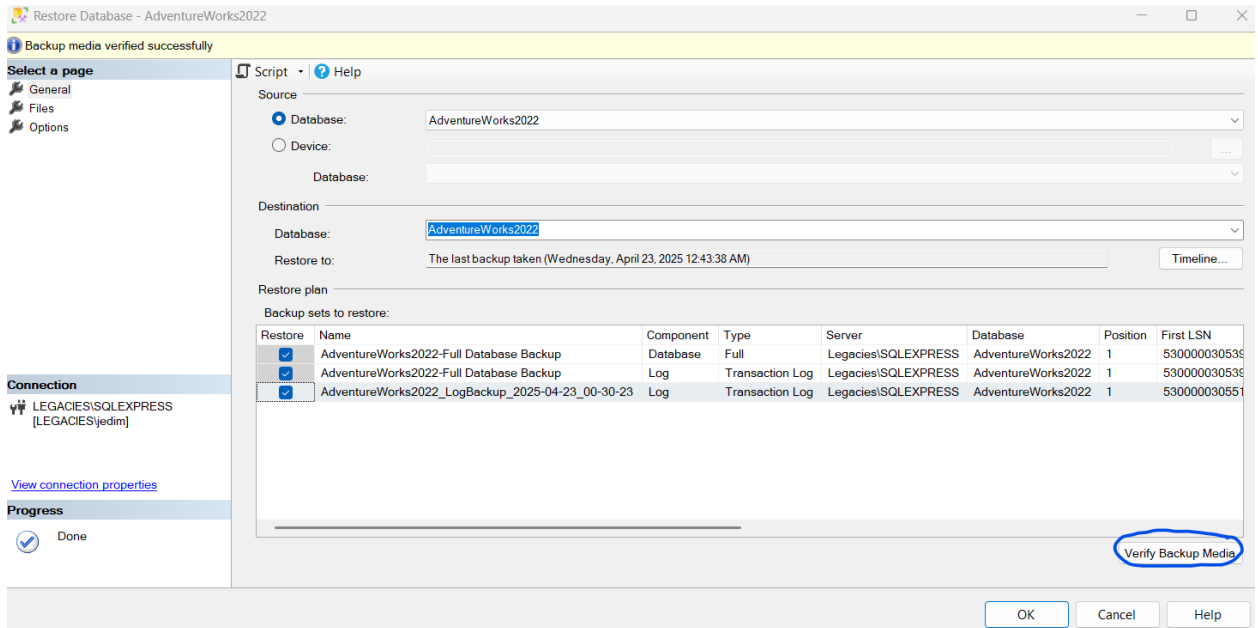 Restore Database - AdventureWorks2022
Backup media verified successfully
Select a page
General
Files
Options
Script Help
Source
Database: AdventureWorks2022
Device: ...
Database:
Destination
Database: AdventureWorks2022
Restore to: The last backup taken (Wednesday, April 23, 2025 12:43:38 AM) Timeline...
Restore plan
Backup sets to restore:
Restore Name Component Type Server Database Position First LSN
AdventureWorks2022-Full Database Backup Database Full Legacies\SQLEXPRESS AdventureWorks2022 1 530000030539
AdventureWorks2022-Full Database Backup Log Transaction Log Legacies\SQLEXPRESS AdventureWorks2022 1 530000030539
AdventureWorks2022_LogBackup_2025-04-23_00-30-23 Log Transaction Log Legacies\SQLEXPRESS AdventureWorks2022 1 530000030551
Connection
LEGACIES\SQLEXPRESS
[LEGACIES\jedim]
View connection properties
Progress
Done
Verify Backup Media
OK Cancel Help